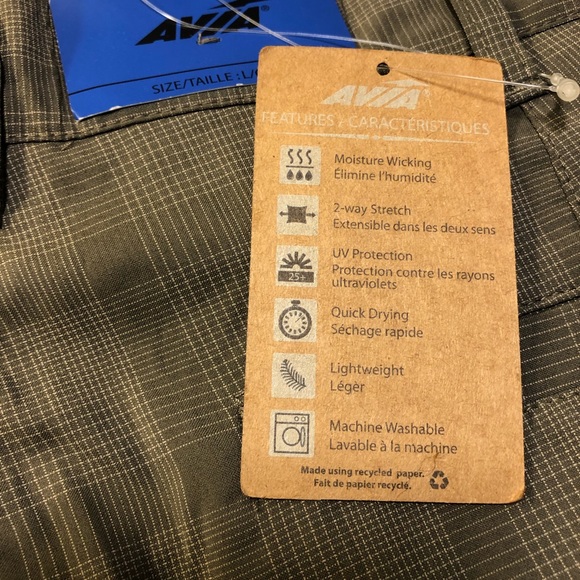 AVIA®
SIZE/TAILLE : L/
AVIA®
FEATURES / CARACTÉRISTIQUES
Moisture Wicking
Élimine l'humidité
2-way Stretch
Extensible dans les deux sens
UV Protection
25+
Protection contre les rayons
ultraviolets
Quick Drying
Séchage rapide
Lightweight
Léger
Machine Washable
Lavable à la machine
Made using recycled paper.
Fait de papier recyclé.